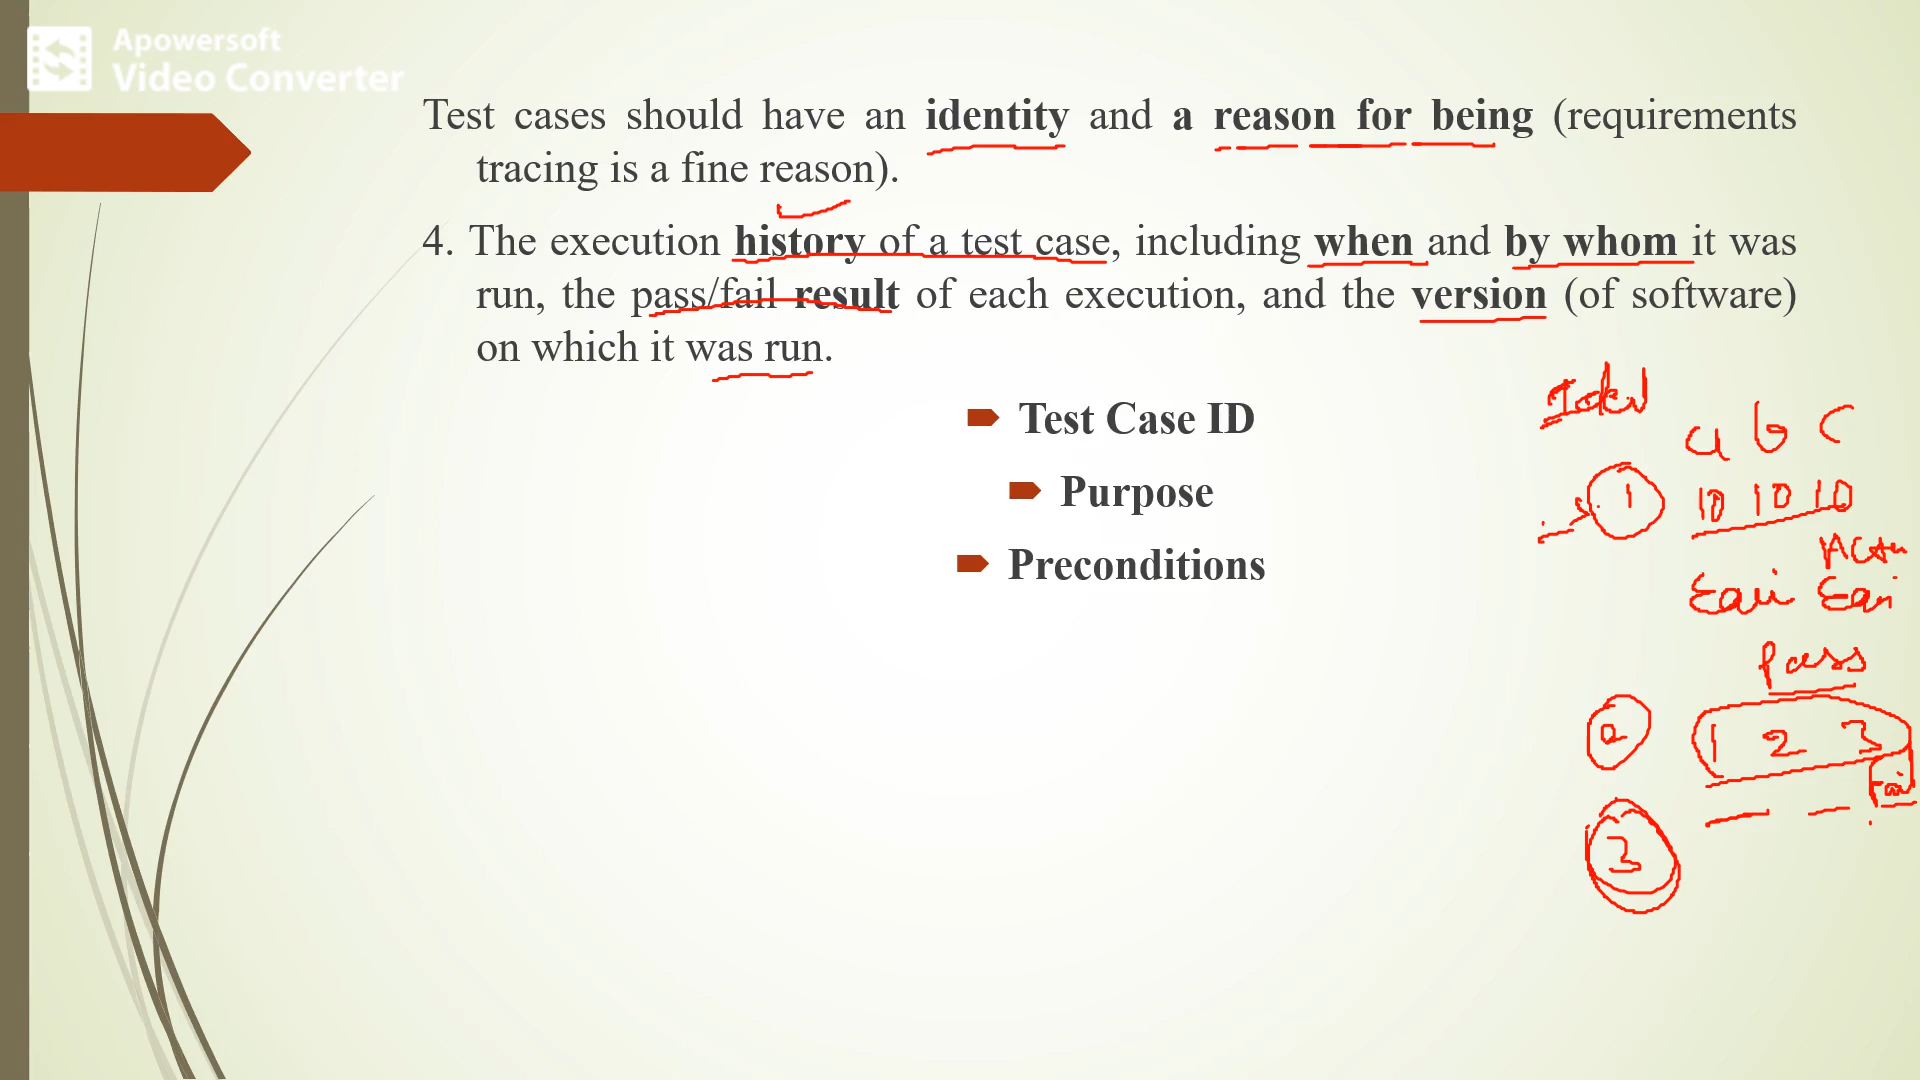 Apowersoft
Video Converter
Test cases should have an identity and a reason for being (requirements
tracing is a fine reason).
4. The execution history of a test case, including when and by whom it was
run, the pass/fail result of each execution, and the version (of software)
on which it was run.
Test Case ID
Purpose
Preconditions
a b c
1 10 10 10
Pass
2 1 2 3
3